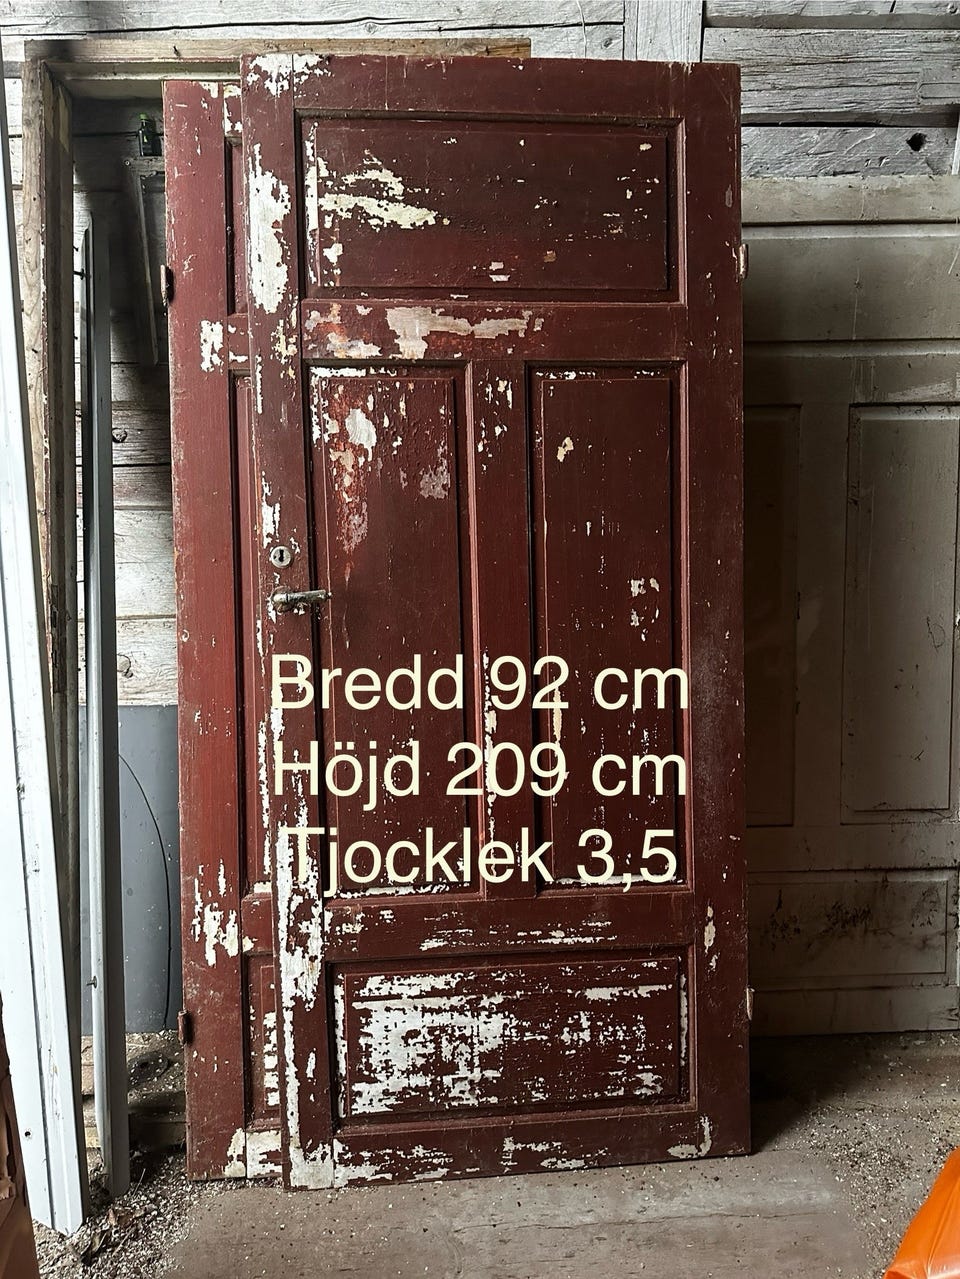 Bredd 92 cm
Höjd 209 cm
Tjocklek 3,5